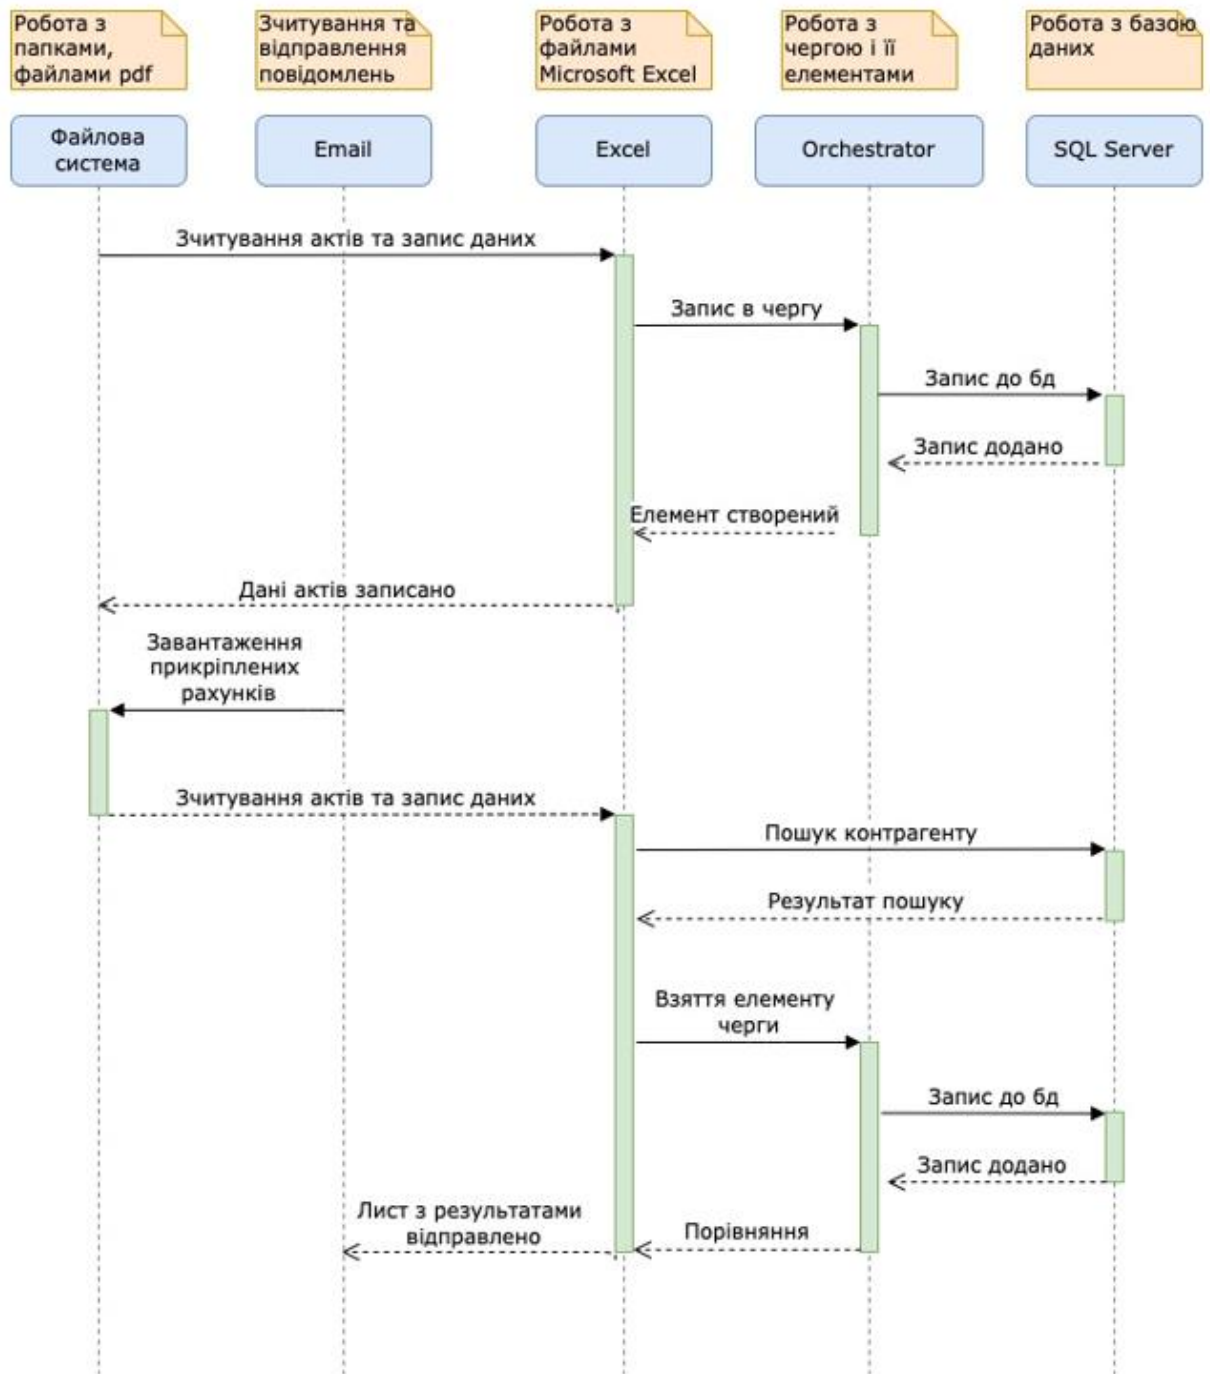 Робота з
папками,
файлами pdf
Зчитування та
відправлення
повідомлень
Робота з
файлами
Microsoft Excel
Робота з
чергою і її
елементами
Робота з базою
даних
Файлова
система
Email
Excel
Orchestrator
SQL Server
Зчитування актів та запис даних
Запис в чергу
Запис до бд
Запис додано
Елемент створений
Дані актів записано
Завантаження
прикріплених
рахунків
Зчитування актів та запис даних
Пошук контрагенту
Результат пошуку
Взяття елементу
черги
Запис до бд
Запис додано
Лист з результатами
відправлено
Порівняння